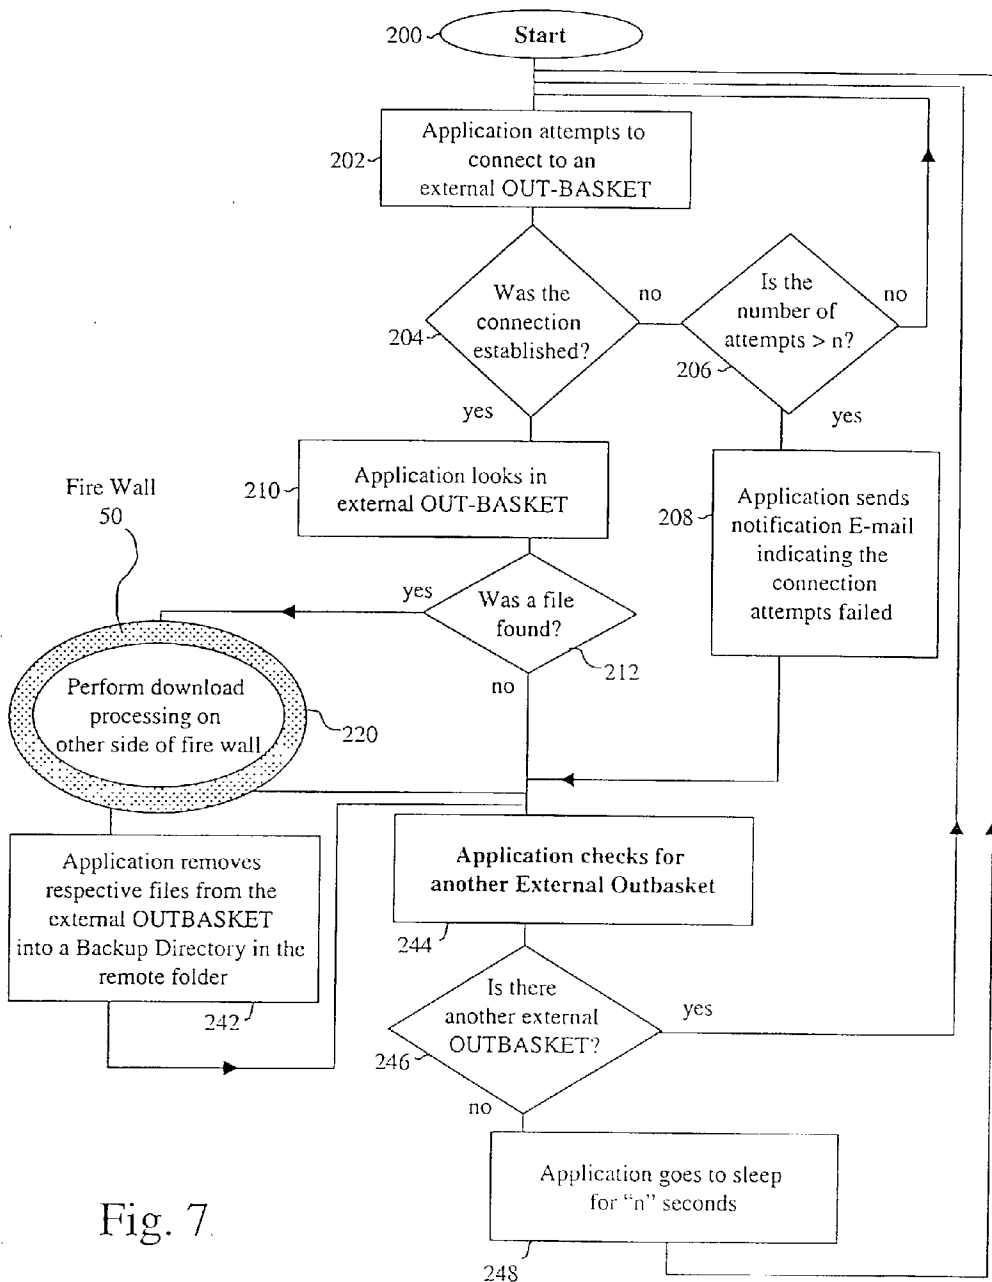 200
Start
202
Application attempts to
connect to an
external OUT-BASKET
204
Was the
connection
established?
no
yes
206
Is the
number of
attempts > n?
no
yes
208
Application sends
notification E-mail
indicating the
connection
attempts failed
210
Application looks in
external OUT-BASKET
Fire Wall
50
yes
Was a file
found?
212
no
Perform download
processing on
other side of fire wall
220
Application removes
respective files from the
external OUTBASKET
into a Backup Directory in the
remote folder
242
Application checks for
another External Outbasket
244
Is there
another external
OUTBASKET?
246
yes
no
Application goes to sleep
for "n" seconds
248
Fig. 7